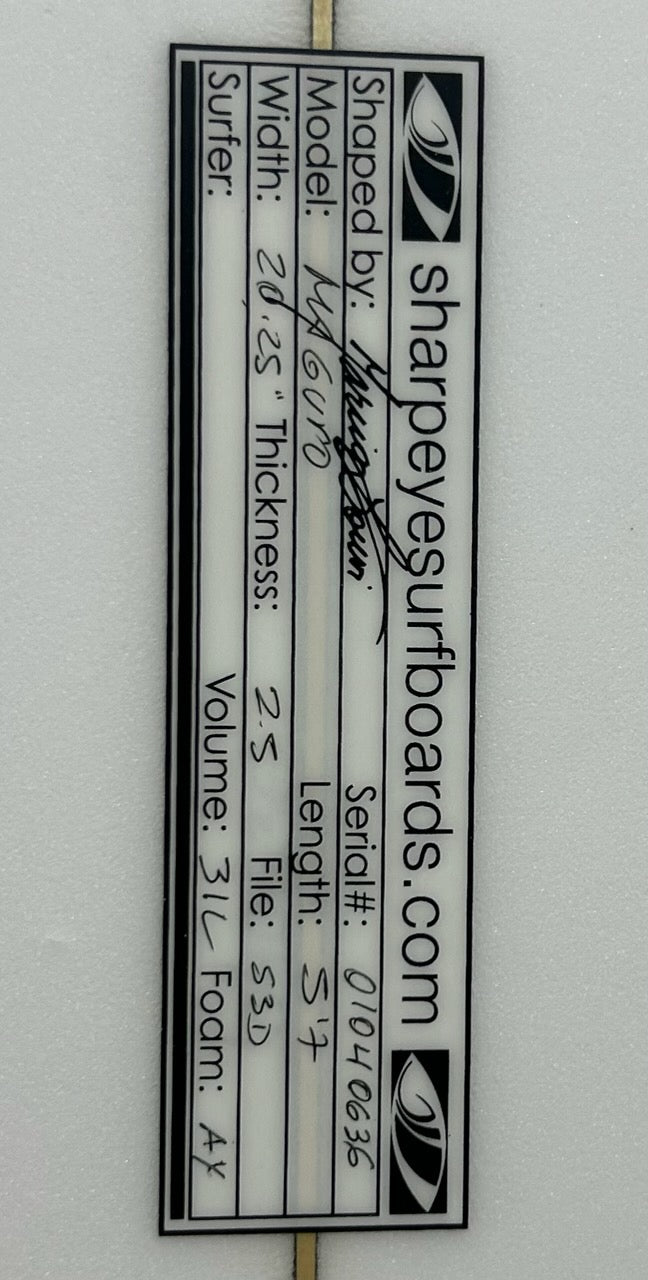 sharpeyesurfboards.com
Shaped by: Serial#: 01040636
Model: MAGURO Length: 5'7
Width: 20.25" Thickness: 2.5 File: S3D
Surfer: Volume: 31L Foam: AX